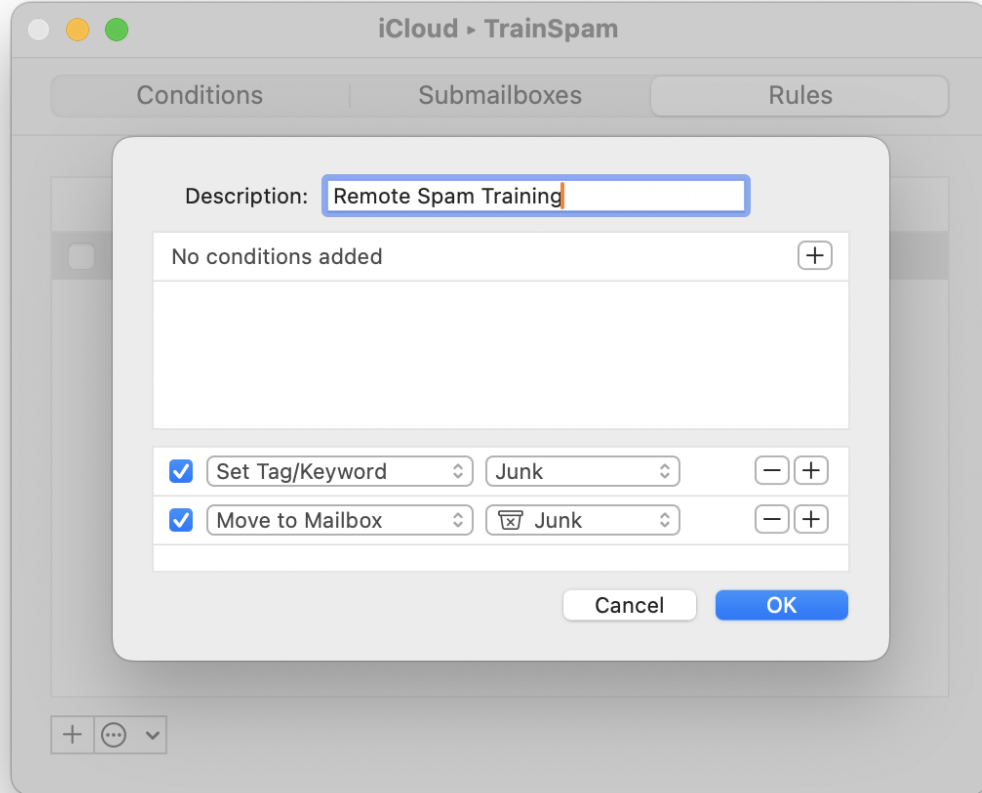 iCloud ▸ TrainSpam
Conditions Submailboxes Rules
Description: Remote Spam Training
No conditions added
Set Tag/Keyword Junk
Move to Mailbox Junk
Cancel OK